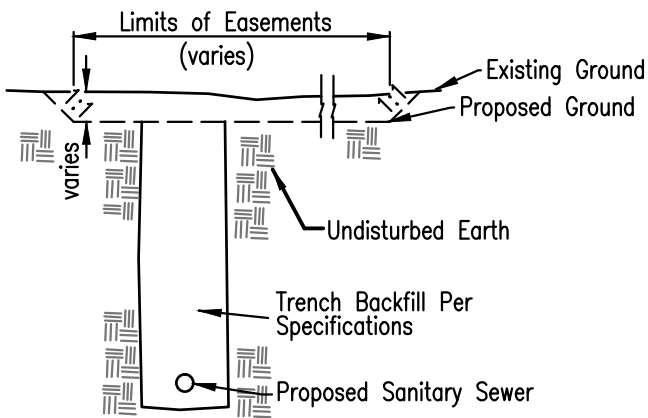 Limits of Easements
(varies)
Existing Ground
Proposed Ground
varies
Undisturbed Earth
Trench Backfill Per
Specifications
Proposed Sanitary Sewer